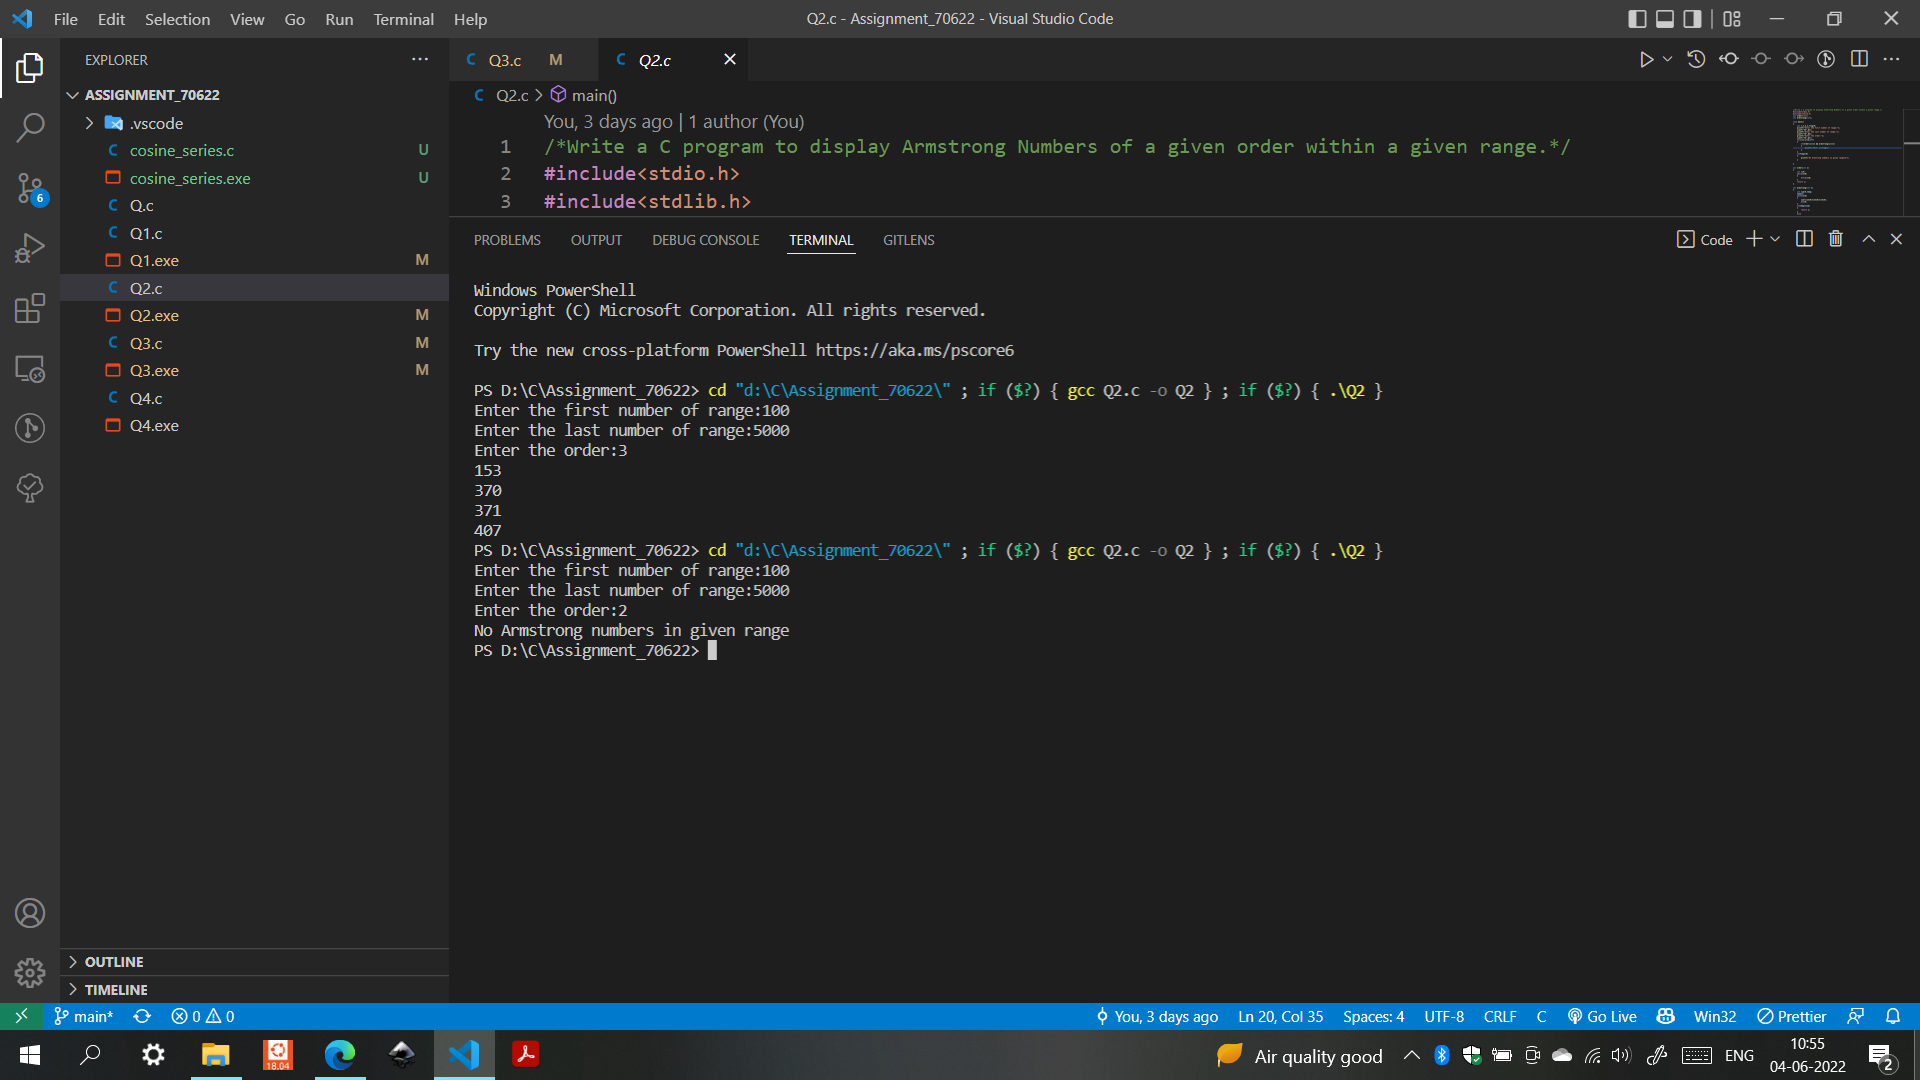 File Edit Selection View Go Run Terminal Help
Q2.c - Assignment_70622 - Visual Studio Code
EXPLORER
ASSIGNMENT_70622
.vscode
cosine_series.c U
cosine_series.exe U
Q.c
Q1.c
Q1.exe M
Q2.c
Q2.exe M
Q3.c M
Q3.exe M
Q4.c
Q4.exe
OUTLINE
TIMELINE
6
C Q3.c M
C Q2.c
C Q2.c > main()
You, 3 days ago | 1 author (You)
1 /*Write a C program to display Armstrong Numbers of a given order within a given range.*/
2 #include<stdio.h>
3 #include<stdlib.h>
PROBLEMS OUTPUT DEBUG CONSOLE TERMINAL GITLENS
Code
Windows PowerShell
Copyright (C) Microsoft Corporation. All rights reserved.
Try the new cross-platform PowerShell https://aka.ms/pscore6
PS D:\C\Assignment_70622> cd "d:\C\Assignment_70622\" ; if ($?) { gcc Q2.c -o Q2 } ; if ($?) { .\Q2 }
Enter the first number of range:100
Enter the last number of range:5000
Enter the order:3
153
370
371
407
PS D:\C\Assignment_70622> cd "d:\C\Assignment_70622\" ; if ($?) { gcc Q2.c -o Q2 } ; if ($?) { .\Q2 }
Enter the first number of range:100
Enter the last number of range:5000
Enter the order:2
No Armstrong numbers in given range
PS D:\C\Assignment_70622>
main* 0 0
You, 3 days ago Ln 20, Col 35 Spaces: 4 UTF-8 CRLF C Go Live Win32 Prettier
18.04
Air quality good
ENG
10:55
04-06-2022
2